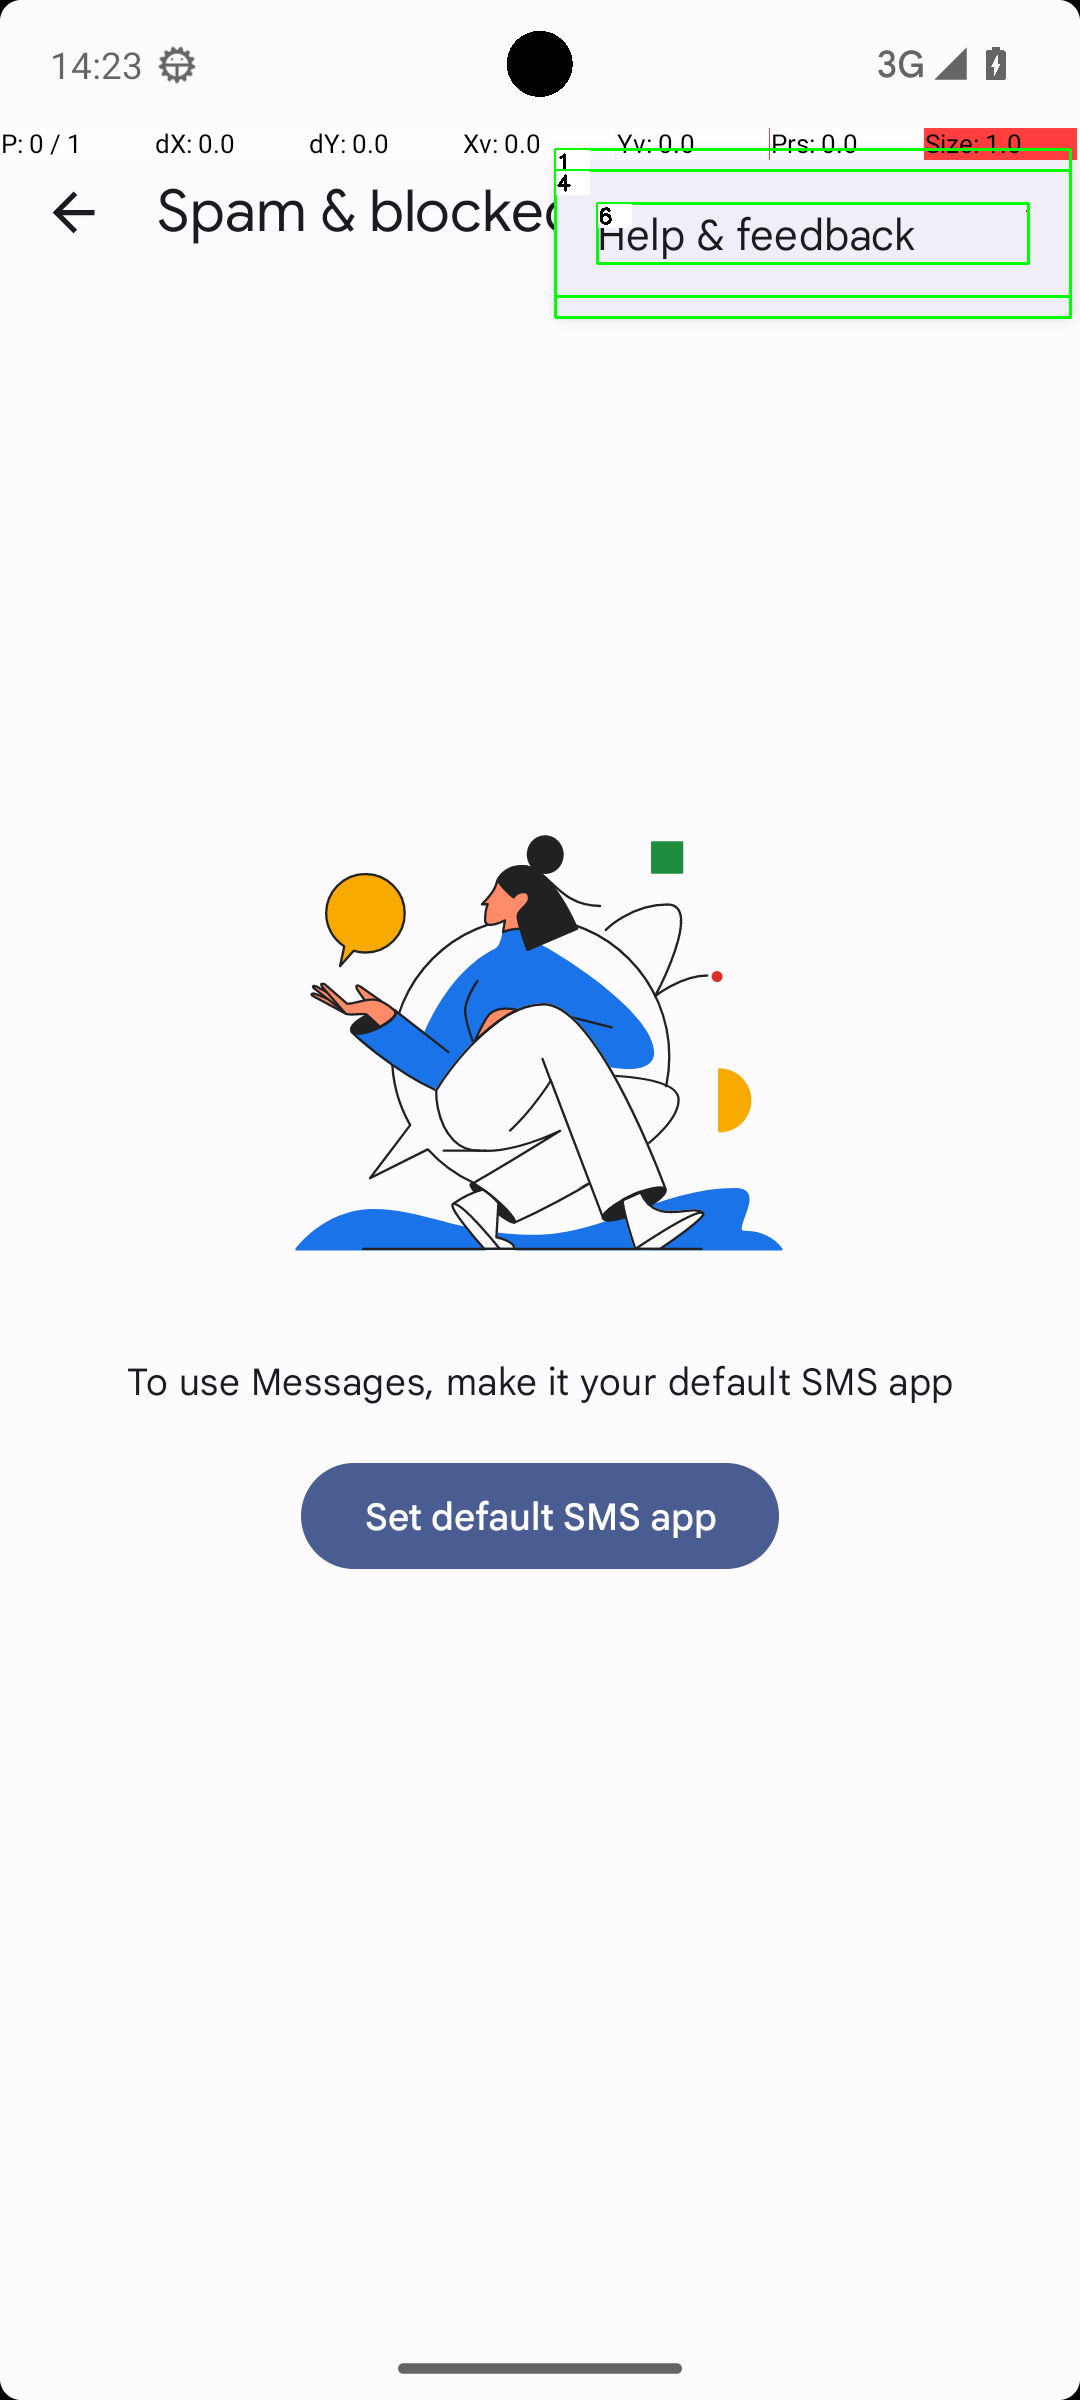 14:23
3G
P: 0 / 1 dX: 0.0 dY: 0.0 Xv: 0.0 Yv: 0.0 Prs: 0.0 Size: 1.0
1
4
6
Spam & blocked
Help & feedback
To use Messages, make it your default SMS app
Set default SMS app